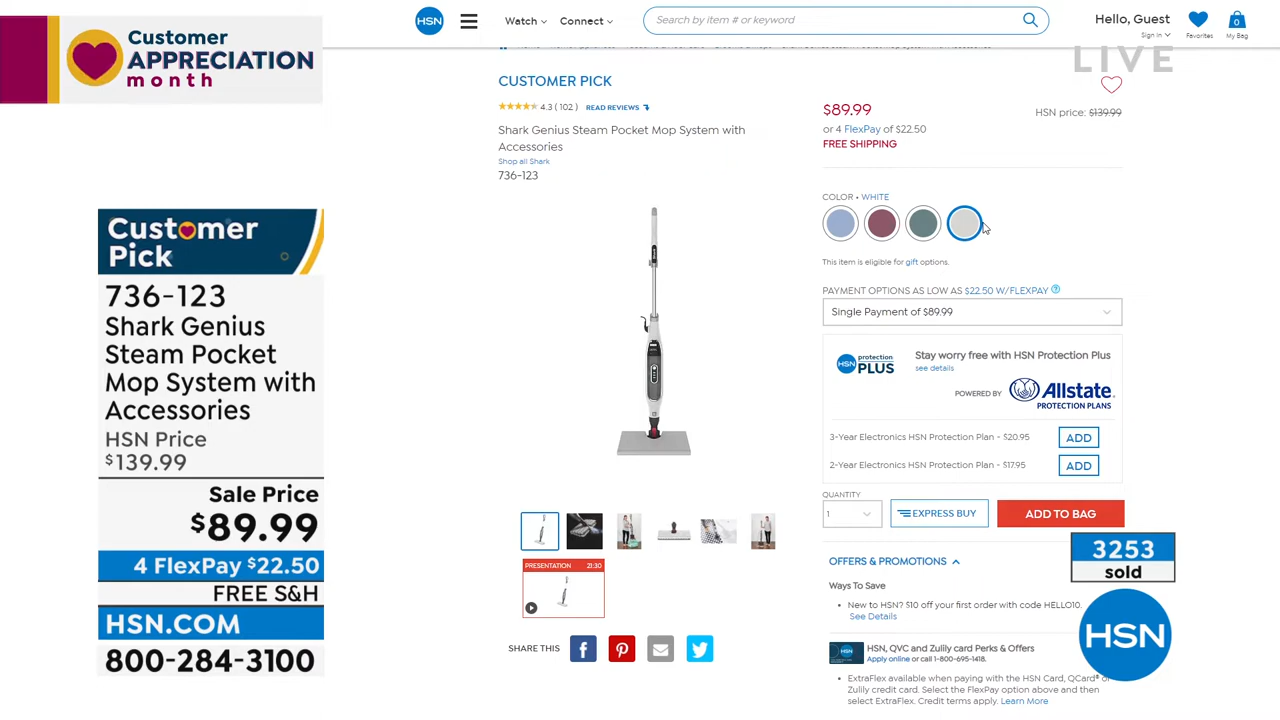 Customer
APPRECIATION
month
HSN
Watch
Connect
Search by item # or keyword
Hello, Guest
Sign in
Favorites
0
My Bag
LIVE
CUSTOMER PICK
4.3 ( 102 ) READ REVIEWS
Shark Genius Steam Pocket Mop System with
Accessories
Shop all Shark
736-123
$89.99
HSN price: $139.99
or 4 FlexPay of $22.50
FREE SHIPPING
COLOR • WHITE
This item is eligible for gift options.
PAYMENT OPTIONS AS LOW AS $22.50 W/FLEXPAY ?
Single Payment of $89.99
HSN protection PLUS
Stay worry free with HSN Protection Plus
see details
POWERED BY Allstate.
PROTECTION PLANS
3-Year Electronics HSN Protection Plan - $20.95 ADD
2-Year Electronics HSN Protection Plan - $17.95 ADD
QUANTITY
1
EXPRESS BUY
ADD TO BAG
OFFERS & PROMOTIONS
Ways To Save
• New to HSN? $10 off your first order with code HELLO10.
See Details
HSN, QVC and Zulily card Perks & Offers
Apply online or call 1-800-695-1418.
• ExtraFlex available when paying with the HSN Card, QCard® or
Zulily credit card. Select the FlexPay option above and then
select ExtraFlex. Credit terms apply. Learn More
PRESENTATION 21:30
SHARE THIS
Customer
Pick
736-123
Shark Genius
Steam Pocket
Mop System with
Accessories
HSN Price
$139.99
Sale Price
$89.99
4 FlexPay $22.50
FREE S&H
HSN.COM
800-284-3100
3253
sold
HSN